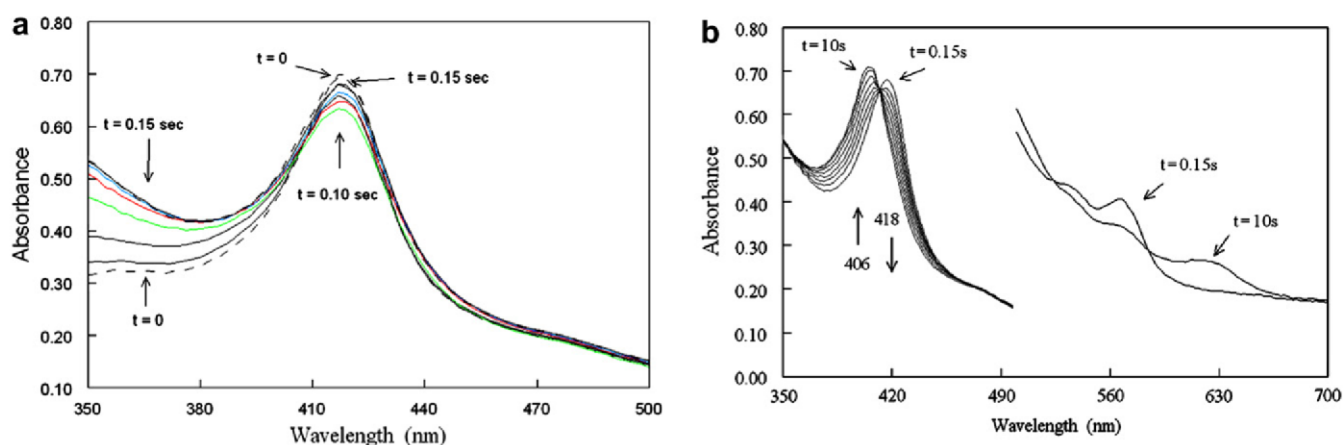 a
0.80
0.70
0.60
0.50
0.40
0.30
0.20
0.10
Absorbance
350
380
410
440
470
500
Wavelength (nm)
t = 0
t = 0.15 sec
t = 0.15 sec
t = 0.10 sec
t = 0
b
0.80
0.70
0.60
0.50
0.40
0.30
0.20
0.10
0.00
Absorbance
350
420
490
560
630
700
Wavelength (nm)
t = 10s
t = 0.15s
418
406
t = 0.15s
t = 10s